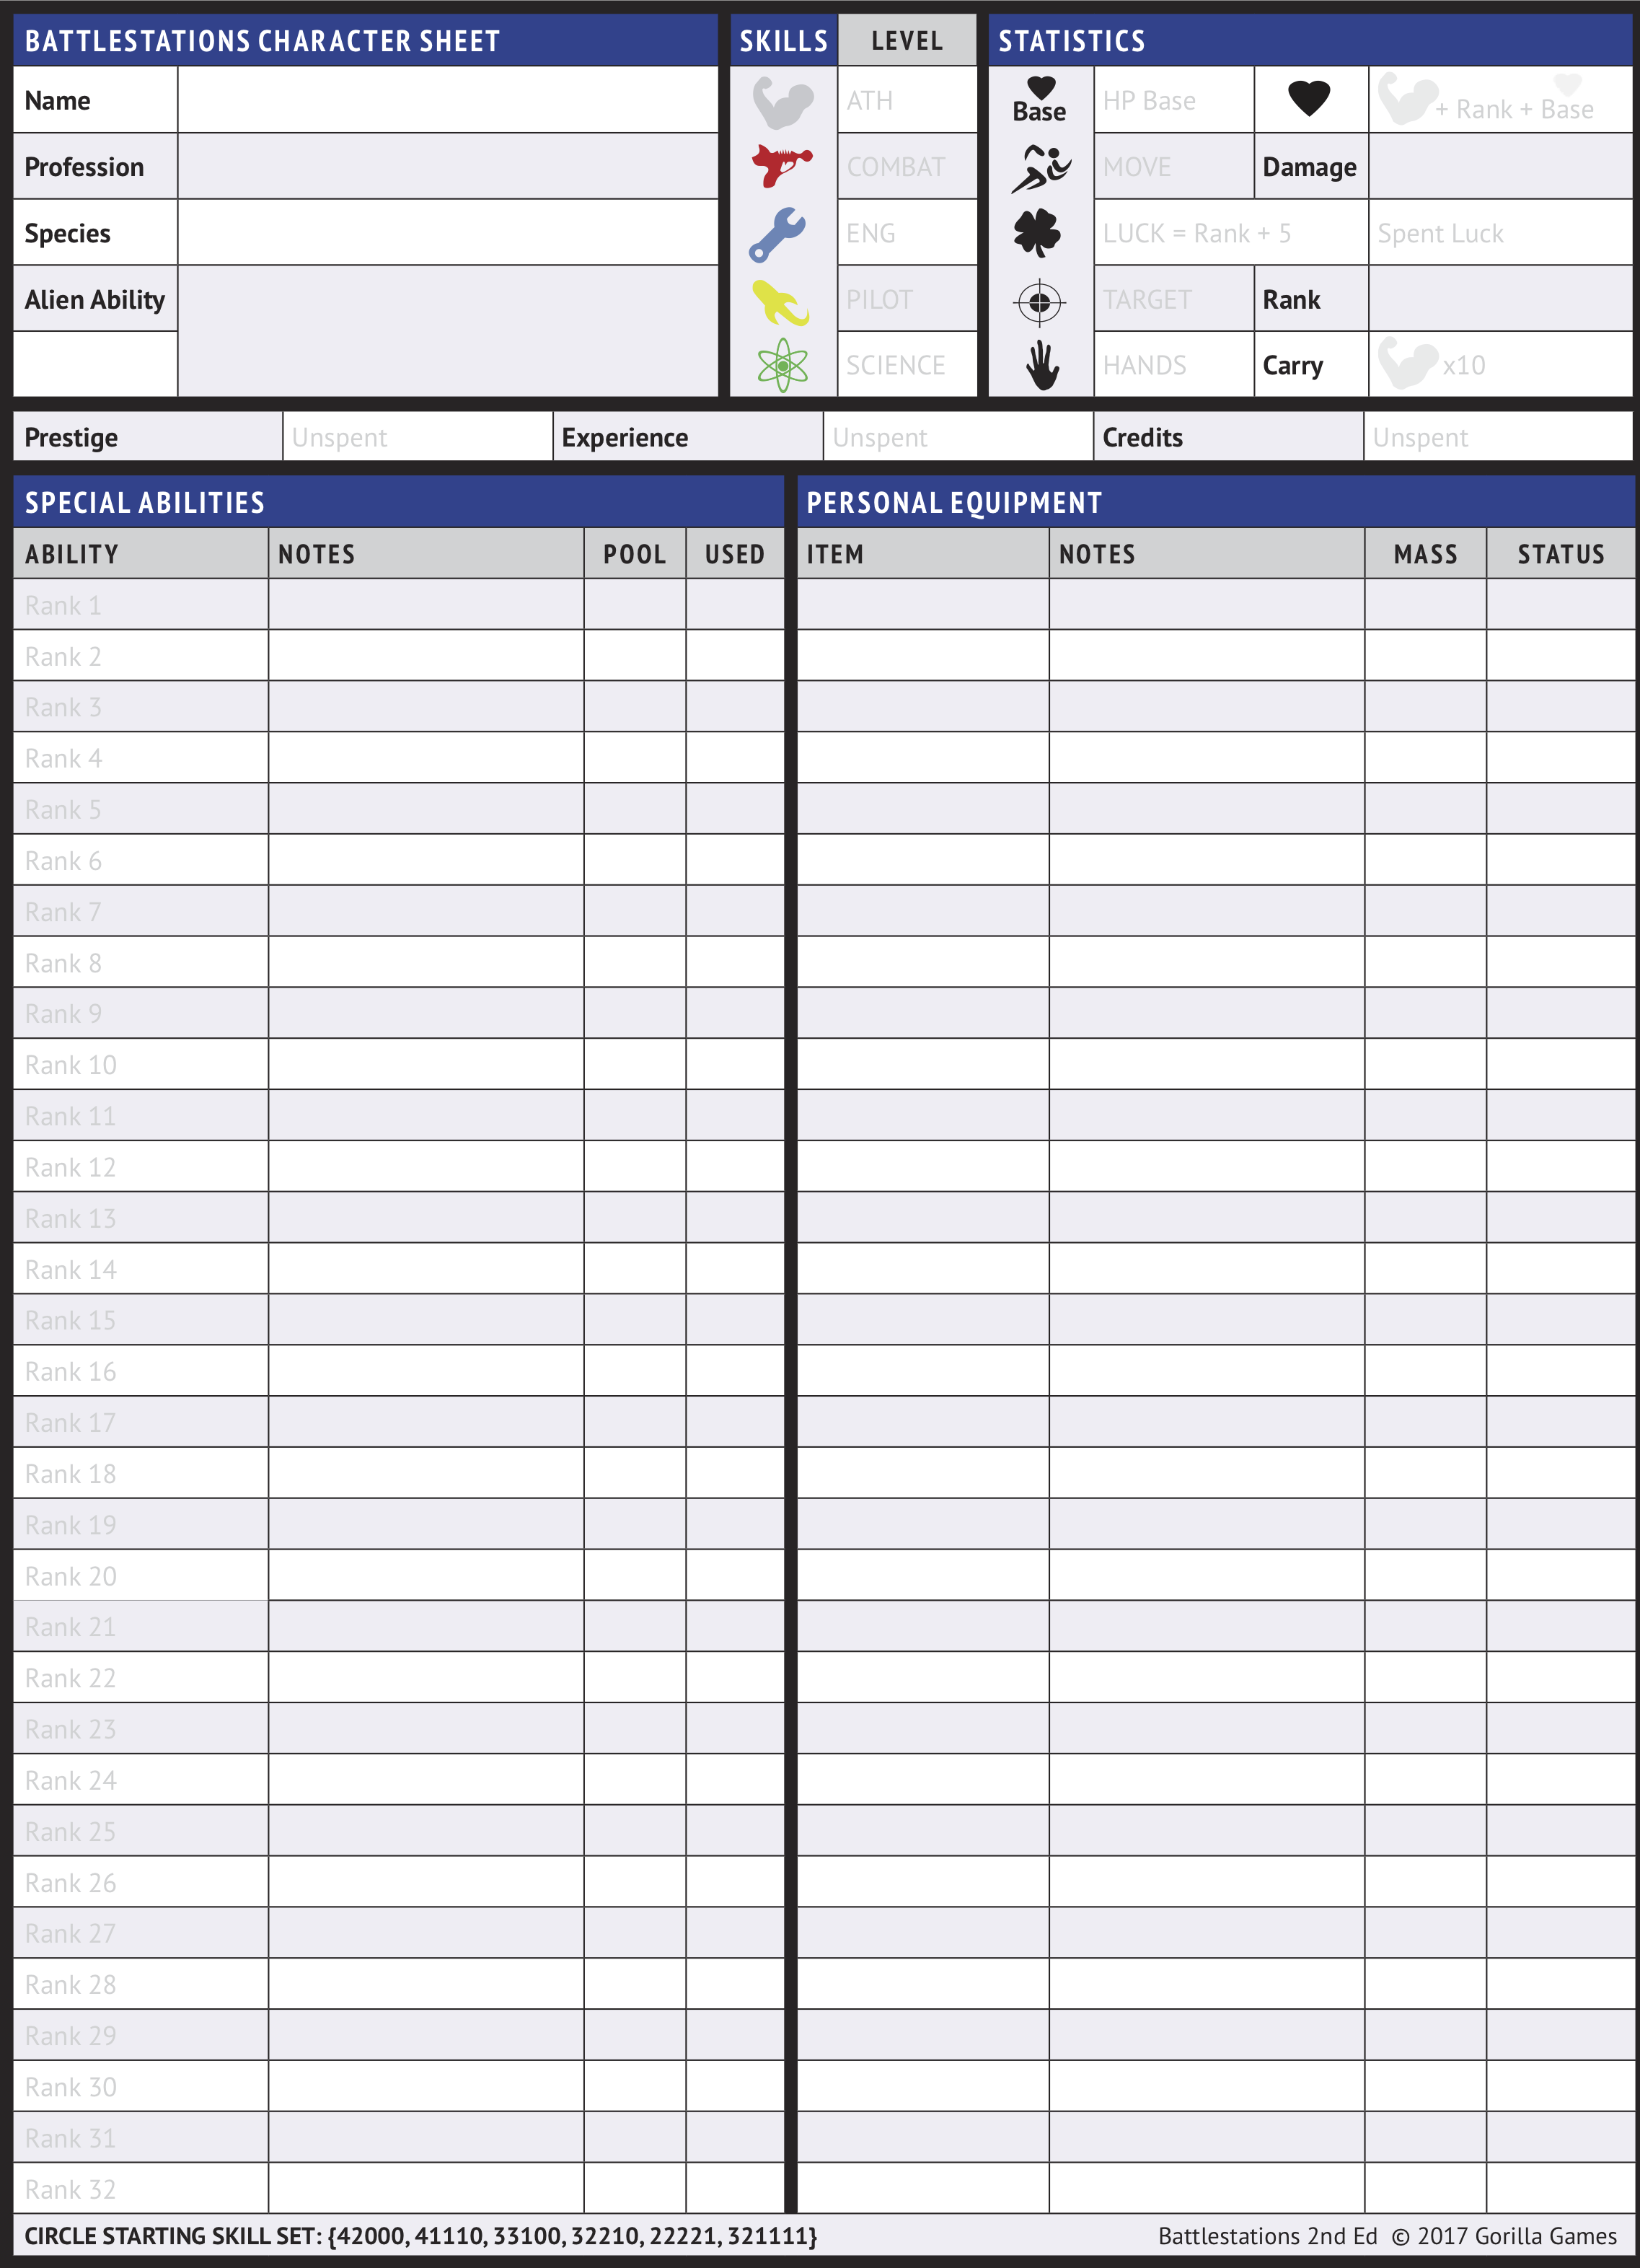 BATTLESTATIONS CHARACTER SHEET
Name
Profession
Species
Alien Ability
SKILLS LEVEL
ATH
COMBAT
ENG
PILOT
SCIENCE
STATISTICS
Base HP Base + Rank + Base
MOVE Damage
LUCK = Rank + 5 Spent Luck
TARGET Rank
HANDS Carry x10
Prestige Unspent Experience Unspent Credits Unspent
SPECIAL ABILITIES
ABILITY NOTES POOL USED
Rank 1
Rank 2
Rank 3
Rank 4
Rank 5
Rank 6
Rank 7
Rank 8
Rank 9
Rank 10
Rank 11
Rank 12
Rank 13
Rank 14
Rank 15
Rank 16
Rank 17
Rank 18
Rank 19
Rank 20
Rank 21
Rank 22
Rank 23
Rank 24
Rank 25
Rank 26
Rank 27
Rank 28
Rank 29
Rank 30
Rank 31
Rank 32
PERSONAL EQUIPMENT
ITEM NOTES MASS STATUS
CIRCLE STARTING SKILL SET: {42000, 41110, 33100, 32210, 22221, 321111}
Battlestations 2nd Ed © 2017 Gorilla Games